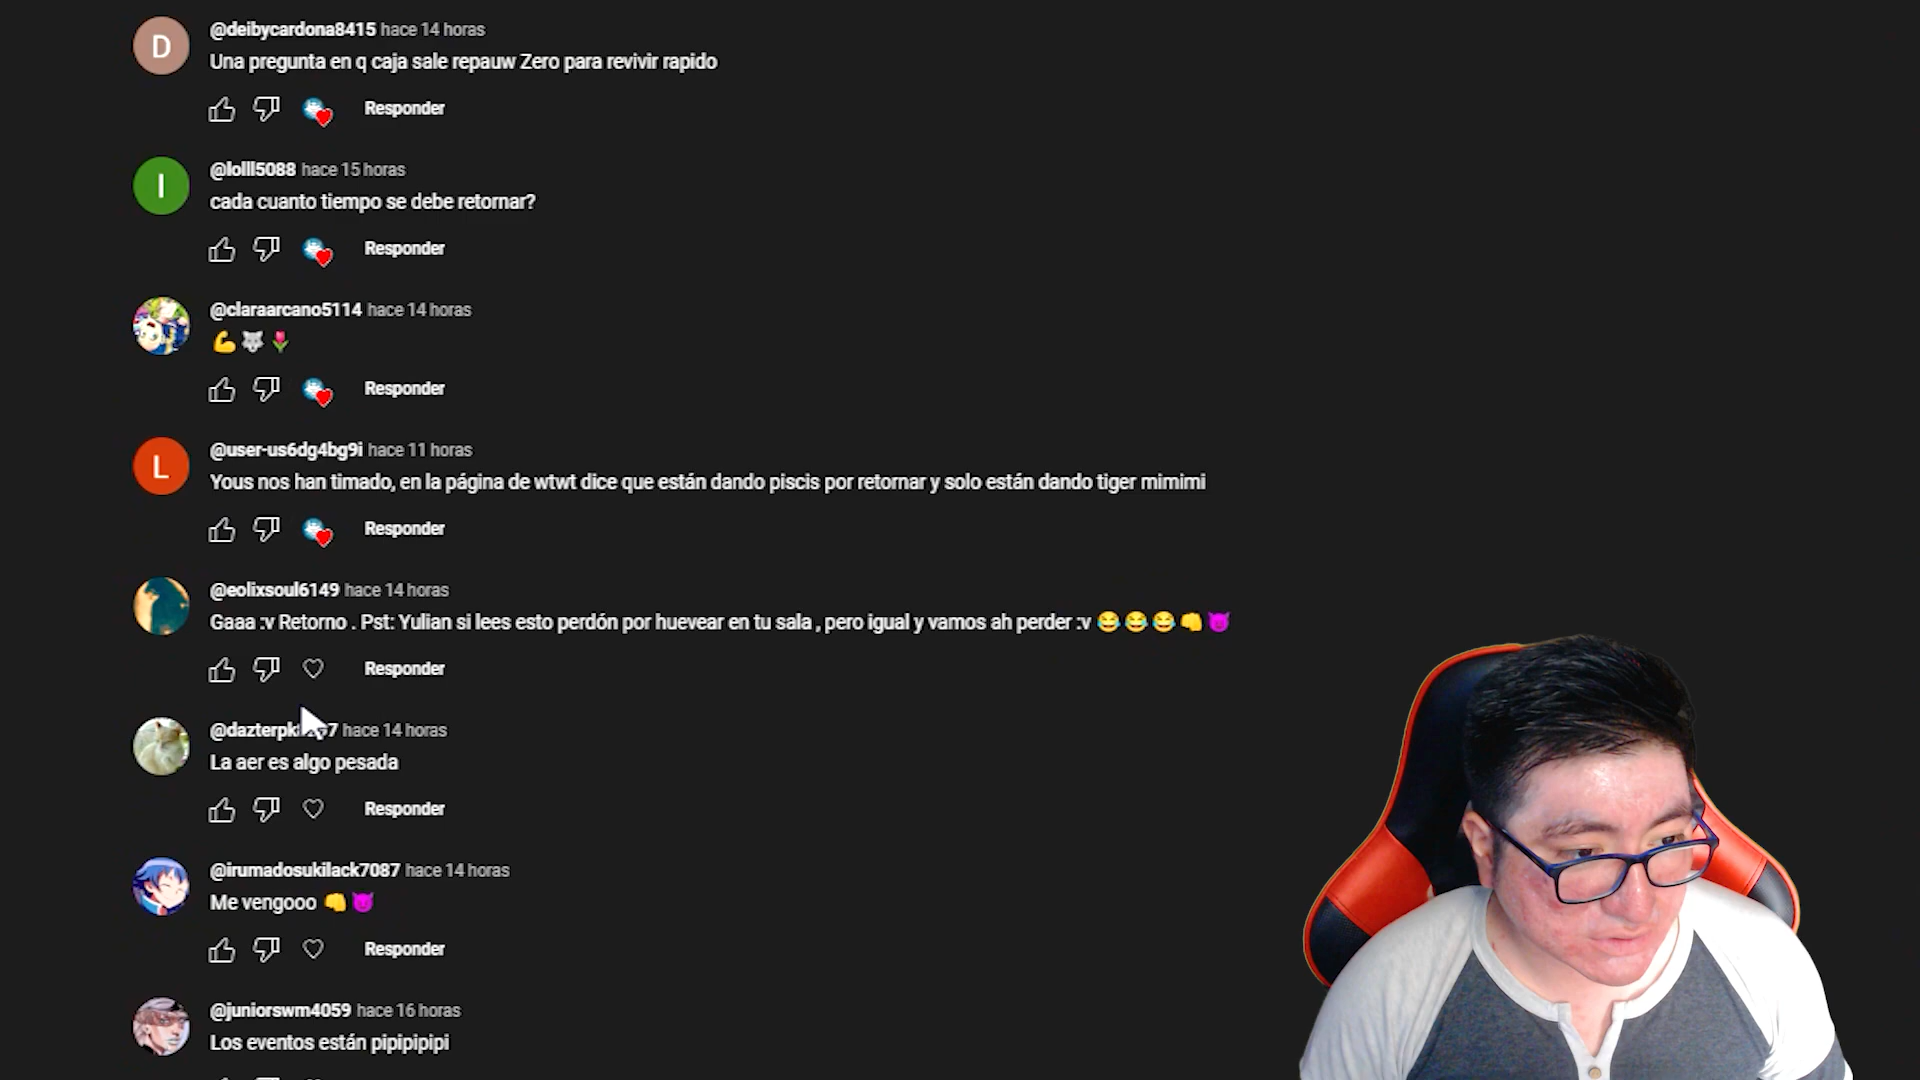 D
@deibycardona8415 hace 14 horas
Una pregunta en q caja sale repauw Zero para revivir rapido
Responder
I
@lolll5088 hace 15 horas
cada cuanto tiempo se debe retornar?
Responder
@claraarcano5114 hace 14 horas
💪🐺🌷
Responder
L
@user-us6dg4bg9i hace 11 horas
Yous nos han timado, en la página de wtwt dice que están dando piscis por retornar y solo están dando tiger mimimi
Responder
@eolixsoul6149 hace 14 horas
Gaaa :v Retorno . Pst: Yulian si lees esto perdón por huevear en tu sala , pero igual y vamos ah perder :v 😂😂😂👊😈
Responder
hace 14 horas
La aer es algo pesada
Responder
@irumadosukilack7087 hace 14 horas
Me vengooo 👊😈
Responder
@juniorswm4059 hace 16 horas
Los eventos están pipipipipi